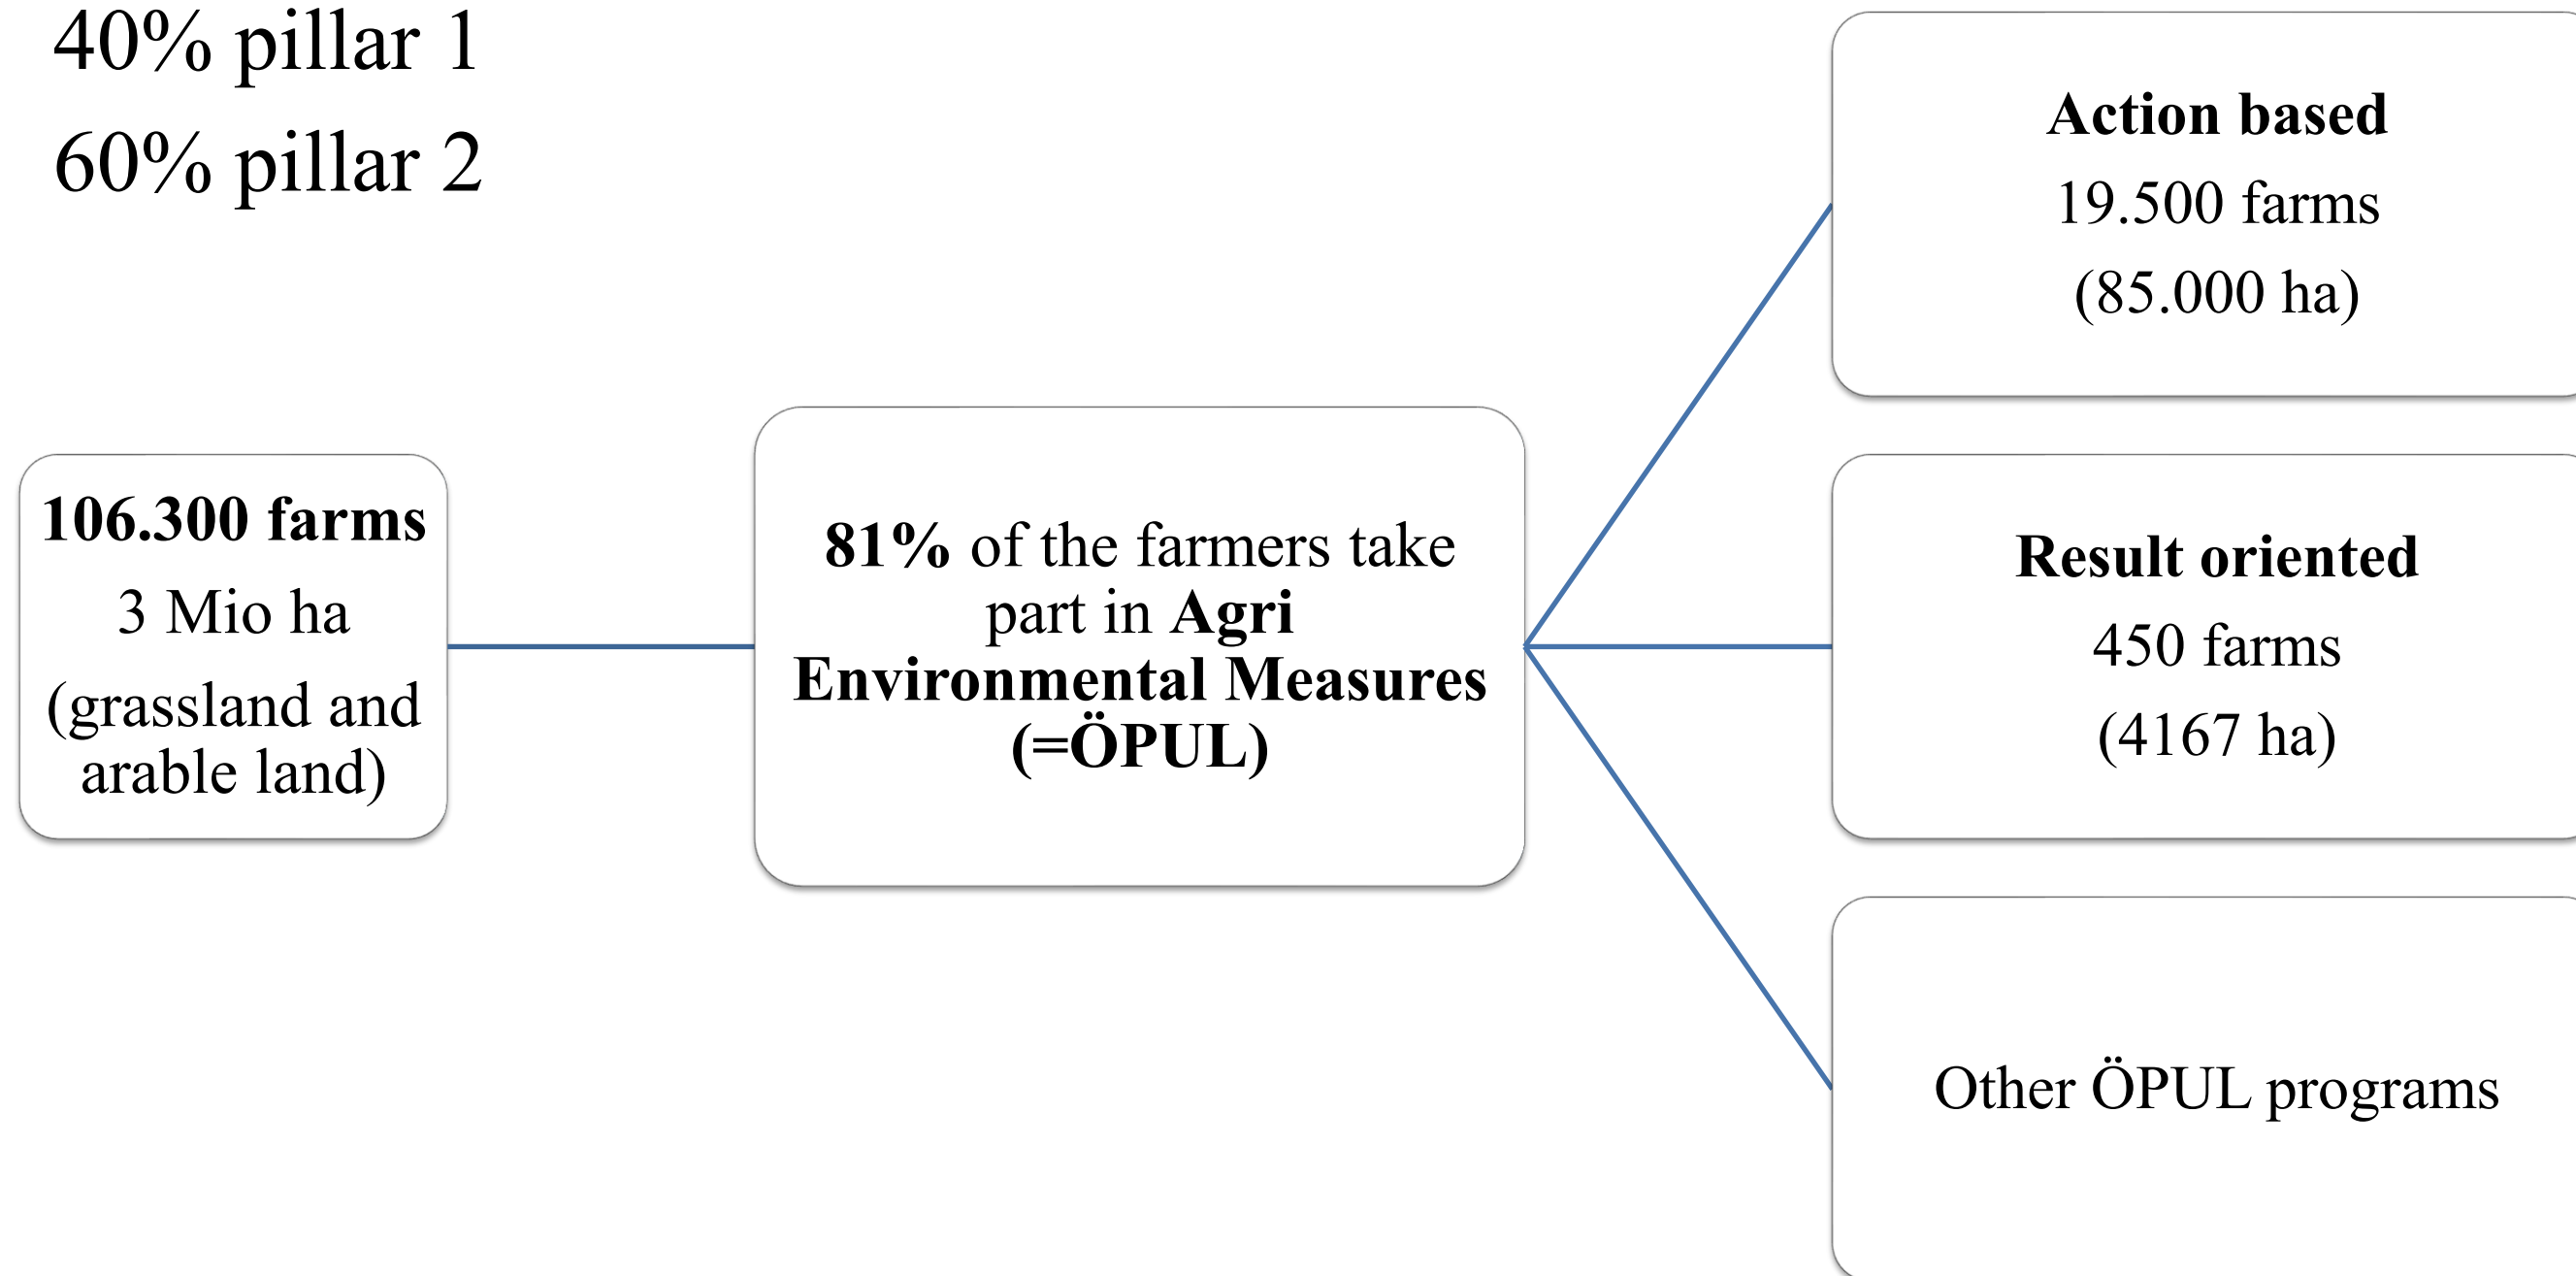 40% pillar 1
60% pillar 2
106.300 farms
3 Mio ha
(grassland and
arable land)
81% of the farmers take
part in Agri
Environmental Measures
(=ÖPUL)
Action based
19.500 farms
(85.000 ha)
Result oriented
450 farms
(4167 ha)
Other ÖPUL programs